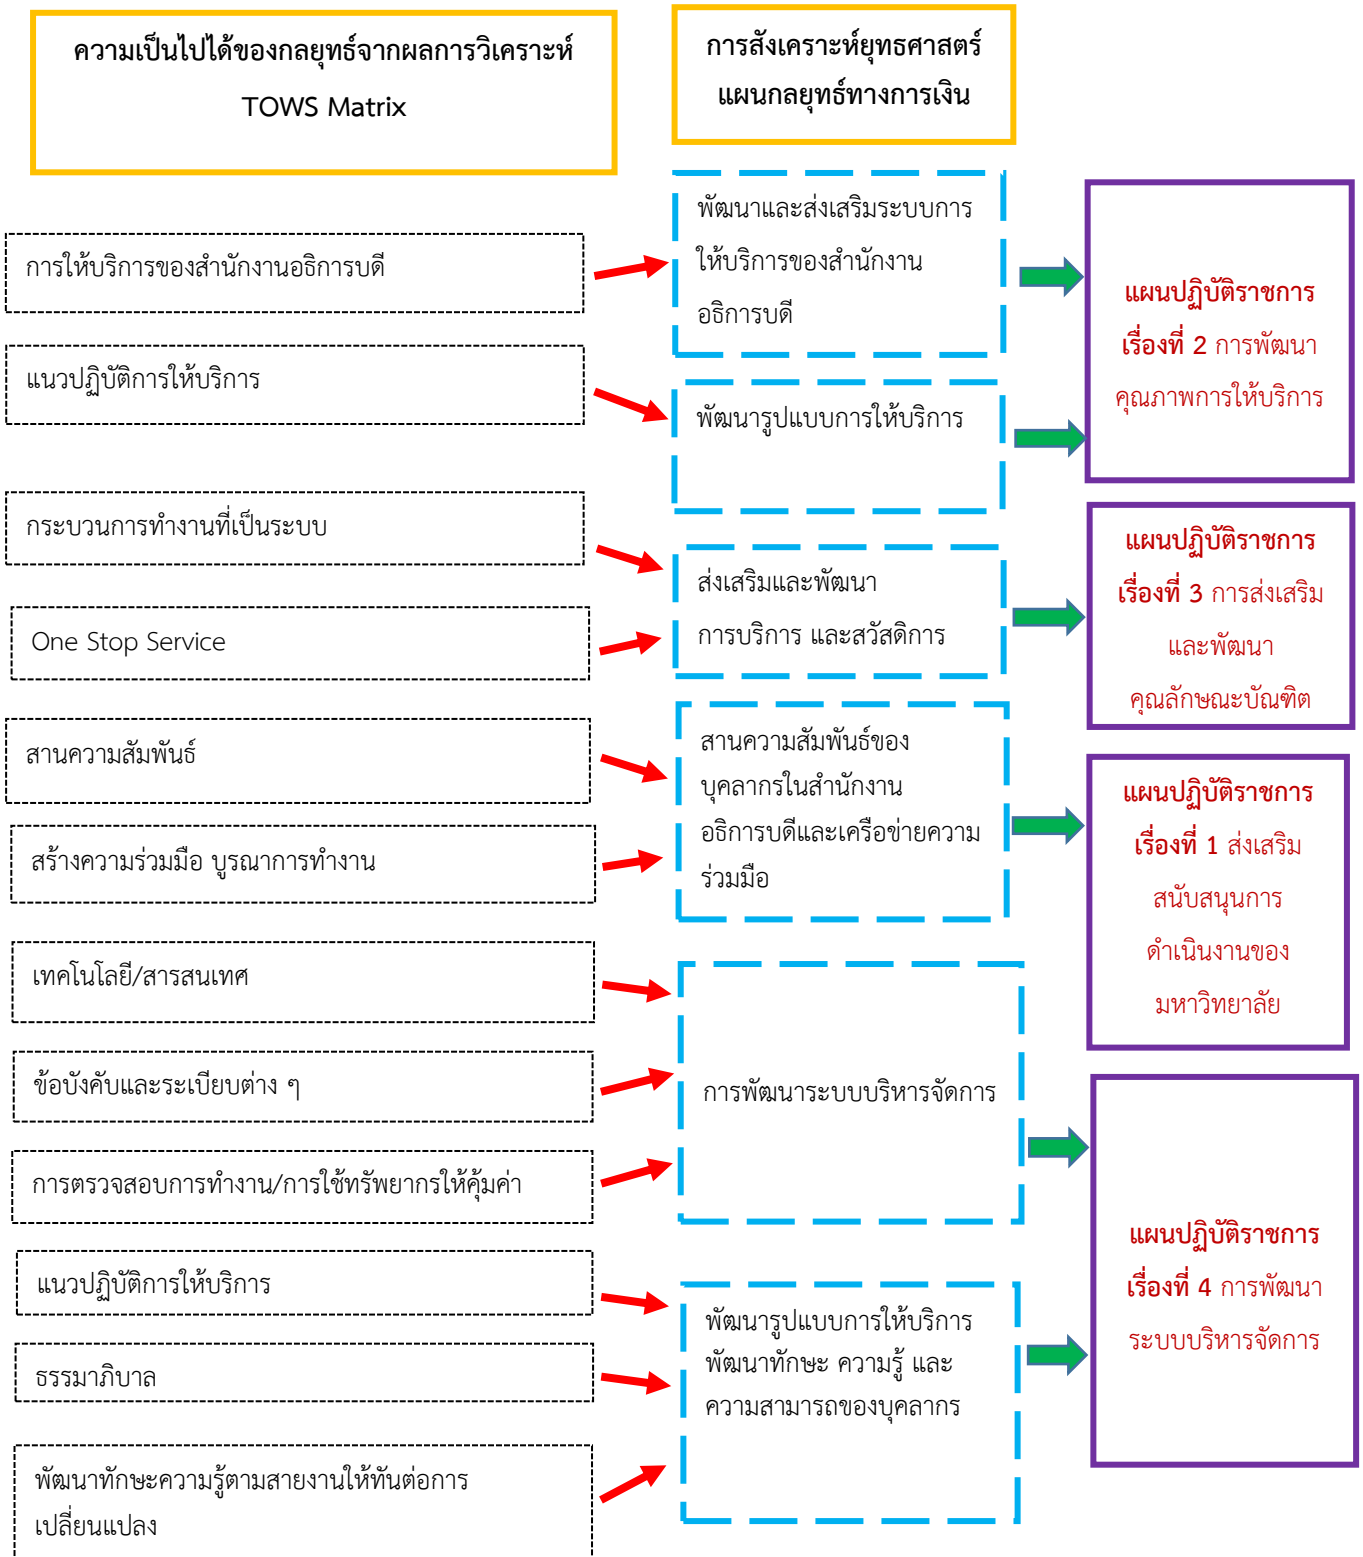 ความเป็นไปได้ของกลยุทธ์จากผลการวิเคราะห์
TOWS Matrix
การสังเคราะห์ยุทธศาสตร์
แผนกลยุทธ์ทางการเงิน
การให้บริการของสำนักงานอธิการบดี
แนวปฏิบัติการให้บริการ
กระบวนการทำงานที่เป็นระบบ
One Stop Service
สานความสัมพันธ์
สร้างความร่วมมือ บูรณาการทำงาน
เทคโนโลยี/สารสนเทศ
ข้อบังคับและระเบียบต่าง ๆ
การตรวจสอบการทำงาน/การใช้ทรัพยากรให้คุ้มค่า
แนวปฏิบัติการให้บริการ
ธรรมาภิบาล
พัฒนาทักษะความรู้ตามสายงานให้ทันต่อการ
เปลี่ยนแปลง
พัฒนาและส่งเสริมระบบการ
ให้บริการของสำนักงาน
อธิการบดี
พัฒนารูปแบบการให้บริการ
ส่งเสริมและพัฒนา
การบริการ และสวัสดิการ
สานความสัมพันธ์ของ
บุคลากรในสำนักงาน
อธิการบดีและเครือข่ายความ
ร่วมมือ
การพัฒนาระบบบริหารจัดการ
พัฒนารูปแบบการให้บริการ
พัฒนาทักษะ ความรู้ และ
ความสามารถของบุคลากร
แผนปฏิบัติราชการ
เรื่องที่ 2 การพัฒนา
คุณภาพการให้บริการ
แผนปฏิบัติราชการ
เรื่องที่ 3 การส่งเสริม
และพัฒนา
คุณลักษณะบัณฑิต
แผนปฏิบัติราชการ
เรื่องที่ 1 ส่งเสริม
สนับสนุนการ
ดำเนินงานของ
มหาวิทยาลัย
แผนปฏิบัติราชการ
เรื่องที่ 4 การพัฒนา
ระบบบริหารจัดการ